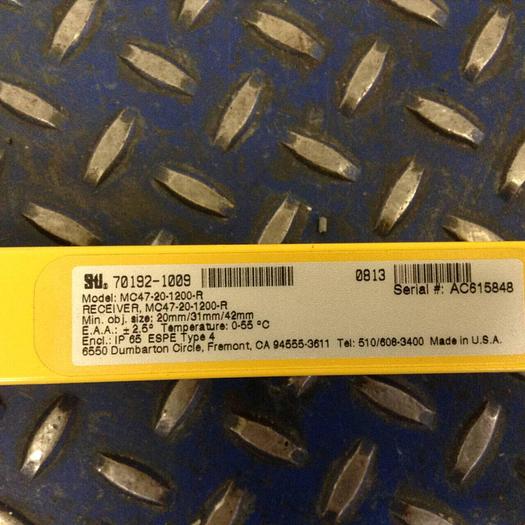 STI. 70192-1009 0813
Serial #: AC615848
Model: MC47-20-1200-R
RECEIVER, MC47-20-1200-R
Min. obj. size: 20mm/31mm/42mm
E.A.A.: ± 2.5° Temperature: 0-55 °C
Encl.: IP 65 ESPE Type 4
6550 Dumbarton Circle, Fremont, CA 94555-3611 Tel: 510/608-3400 Made in U.S.A.